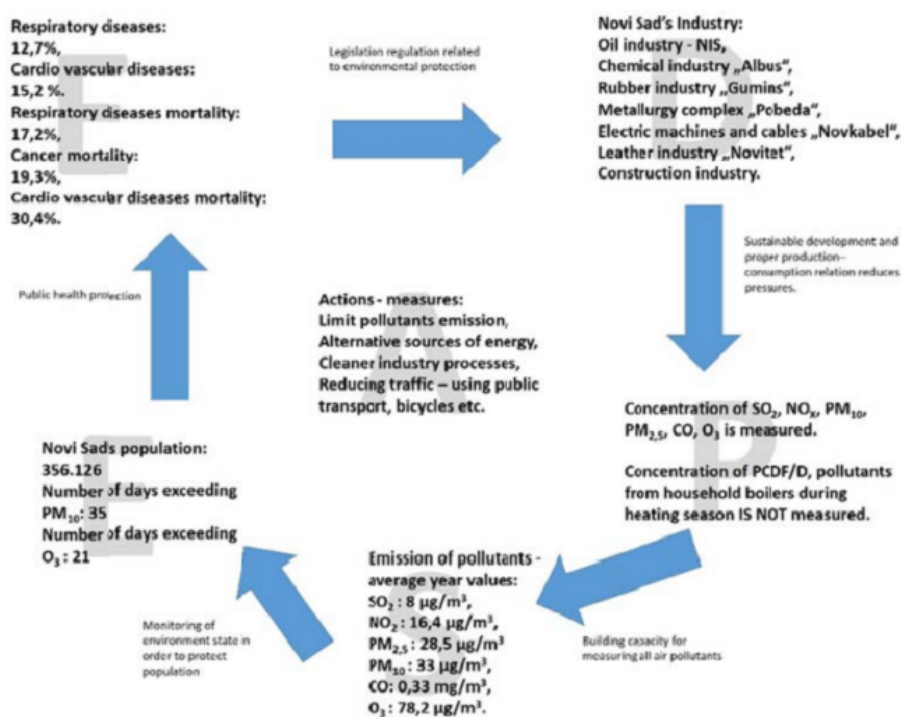 Respiratory diseases:
12,7%,
Cardio vascular diseases:
15,2 %.
Respiratory diseases mortality:
17,2%,
Cancer mortality:
19,3%,
Cardio vascular diseases mortality:
30,4%.
E
Legislation regulation related
to environmental protection
Novi Sad's Industry:
Oil industry - NIS,
Chemical industry „Albus“,
Rubber industry „Gumins“,
Metallurgy complex „Pobeda“,
Electric machines and cables „Novkabel“,
Leather industry „Novitet“,
Construction industry.
D
Sustainable development and
proper production–
consumption relation reduces
pressures.
Public health protection
Actions - measures:
Limit pollutants emission,
Alternative sources of energy,
Cleaner industry processes,
Reducing traffic – using public
transport, bicycles etc.
A
Concentration of SO₂, NOₓ, PM₁₀,
PM₂,₅, CO, O₃ is measured.
Concentration of PCDF/D, pollutants
from household boilers during
heating season IS NOT measured.
P
Novi Sads population:
356.126
Number of days exceeding
PM₁₀: 35
Number of days exceeding
O₃ : 21
E
Emission of pollutants -
average year values:
SO₂ : 8 µg/m³,
NO₂ : 16,4 µg/m³,
PM₂,₅ : 28,5 µg/m³
PM₁₀ : 33 µg/m³,
CO: 0,33 mg/m³,
O₃ : 78,2 µg/m³.
S
Monitoring of
environment state in
order to protect
population
Building capacity for
measuring all air pollutants